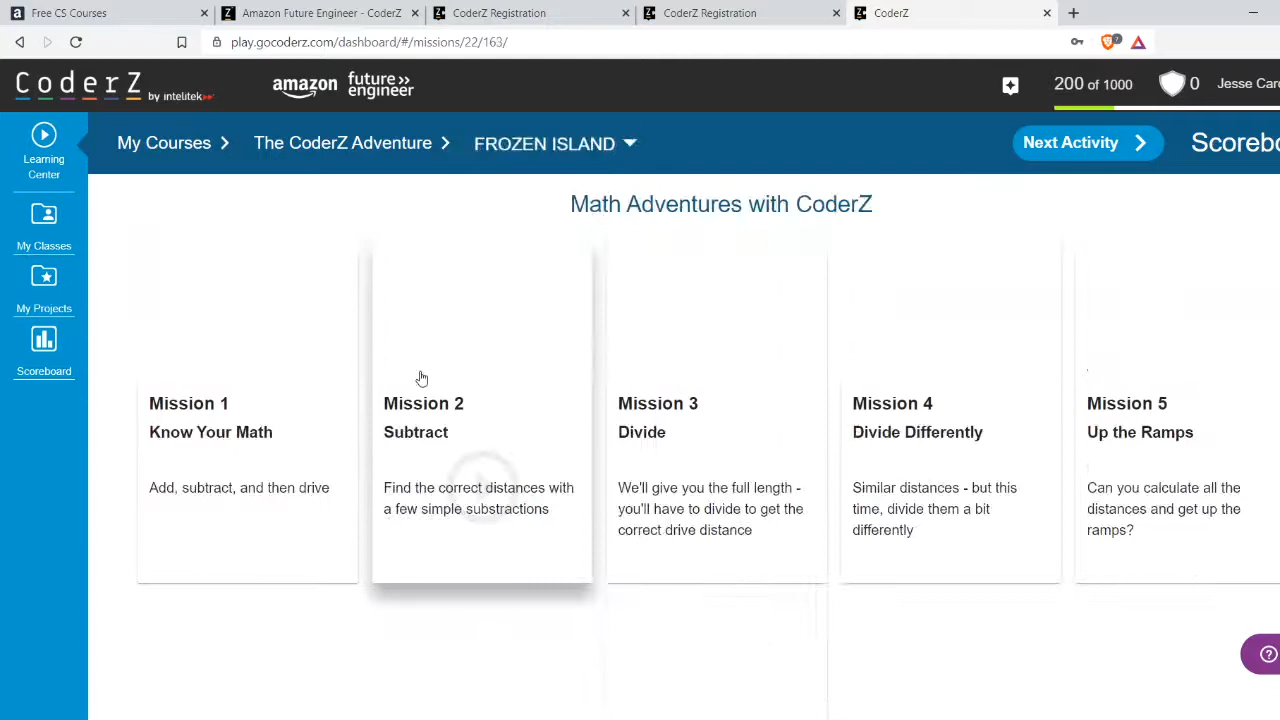 Free CS Courses
Amazon Future Engineer - CoderZ
CoderZ Registration
CoderZ Registration
CoderZ
play.gocoderz.com/dashboard/#/missions/22/163/
7
CoderZ
by intelitek
amazon
future
engineer
200 of 1000
0
Jesse Car
Learning
Center
My Courses
The CoderZ Adventure
FROZEN ISLAND
Next Activity
Scorebo
My Classes
My Projects
Scoreboard
Math Adventures with CoderZ
Mission 1
Know Your Math
Add, subtract, and then drive
Mission 2
Subtract
Find the correct distances with
a few simple substractions
Mission 3
Divide
We'll give you the full length -
you'll have to divide to get the
correct drive distance
Mission 4
Divide Differently
Similar distances - but this
time, divide them a bit
differently
Mission 5
Up the Ramps
Can you calculate all the
distances and get up the
ramps?